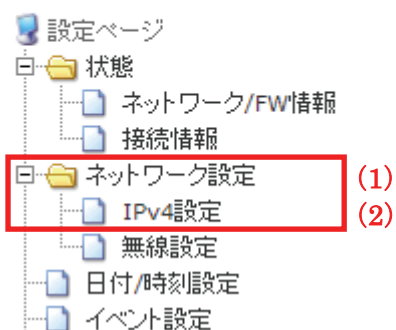 設定ページ
状態
ネットワーク/FW情報
接続情報
ネットワーク設定 (1)
IPv4設定 (2)
無線設定
日付/時刻設定
イベント設定